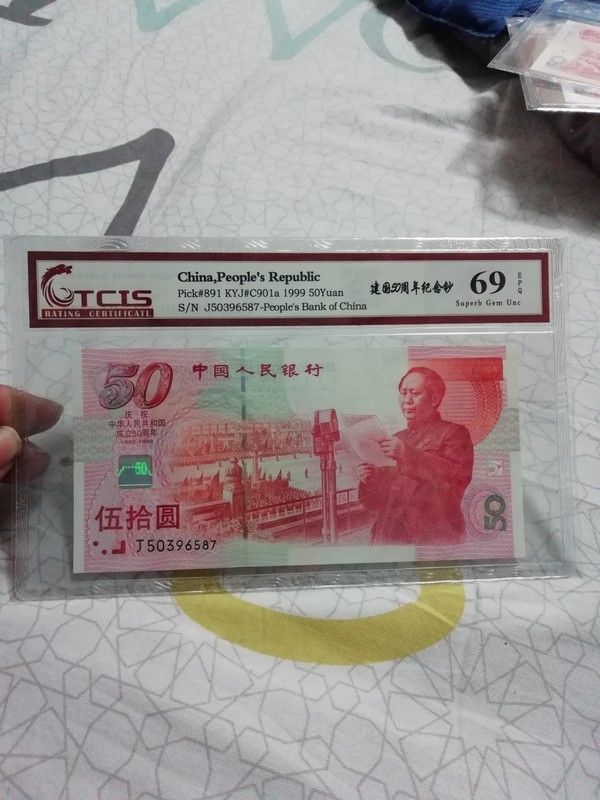 TCIS
RATING CERTIFICATE
China,People's Republic
Pick#891 KYJ#C901a 1999 50Yuan
S/N J50396587-People's Bank of China
建国50周年纪念钞
69
EPQ
Superb Gem Unc
50
中国人民银行
庆祝
中华人民共和国
成立50周年
1949-1999
50
伍拾圆
J50396587
50